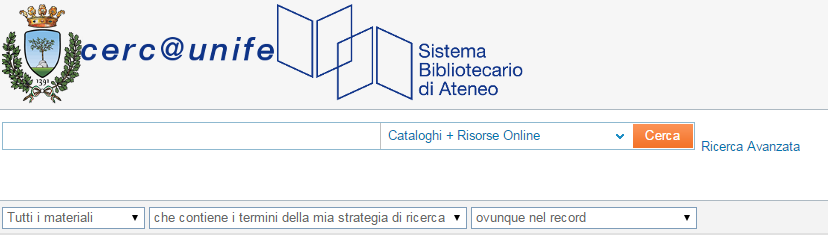 cerc@unife
Sistema
Bibliotecario
di Ateneo
1391
Cataloghi + Risorse Online
Cerca
Ricerca Avanzata
Tutti i materiali
che contiene i termini della mia strategia di ricerca
ovunque nel record